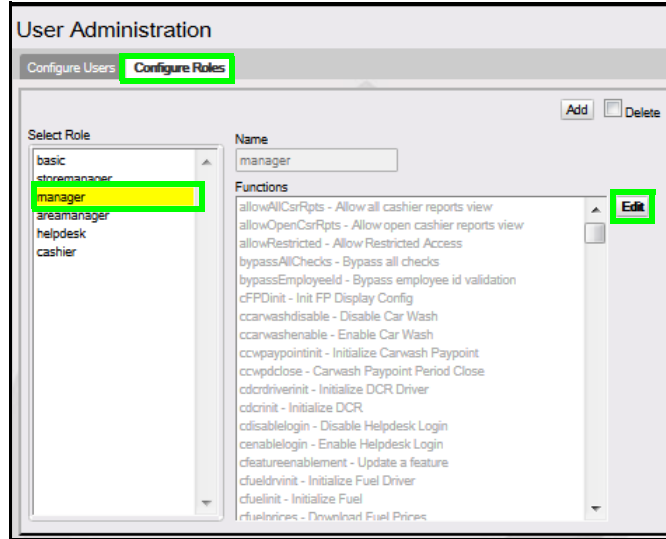 User Administration
Configure Users Configure Roles
Add Delete
Select Role
basic
storemanager
manager
areamanager
helpdesk
cashier
Name
manager
Functions
Edit
allowAllCsrRpts - Allow all cashier reports view
allowOpenCsrRpts - Allow open cashier reports view
allowRestricted - Allow Restricted Access
bypassAllChecks - Bypass all checks
bypassEmployeeId - Bypass employee id validation
cFPDinit - Init FP Display Config
ccarwashdisable - Disable Car Wash
ccarwashenable - Enable Car Wash
ccwpaypointinit - Initialize Carwash Paypoint
ccwpdclose - Carwash Paypoint Period Close
cdcrdriverinit - Initialize DCR Driver
cdcrinit - Initialize DCR
cdisablelogin - Disable Helpdesk Login
cenablelogin - Enable Helpdesk Login
cfeatureenablement - Update a feature
cfueldrvinit - Initialize Fuel Driver
cfuelinit - Initialize Fuel
cfuelprices - Download Fuel Prices